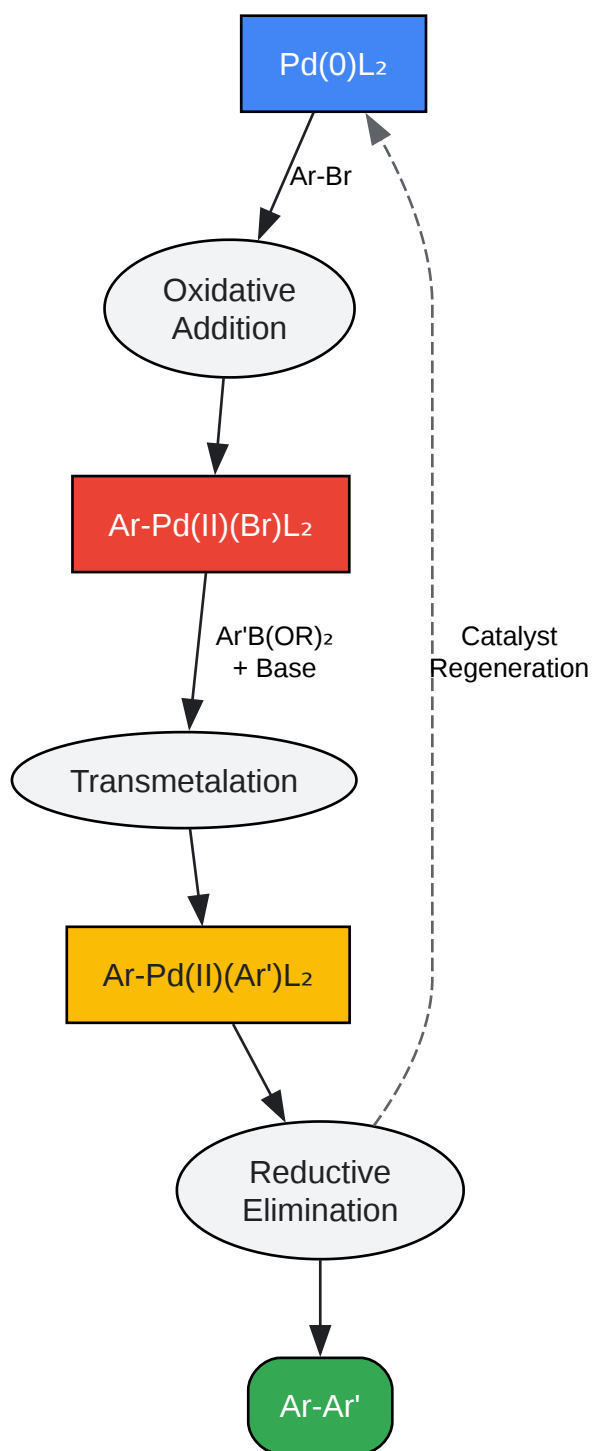 Pd(0)L₂
Ar-Br
Oxidative
Addition
Ar-Pd(II)(Br)L₂
Ar'B(OR)₂
+ Base
Catalyst
Regeneration
Transmetalation
Ar-Pd(II)(Ar')L₂
Reductive
Elimination
Ar-Ar'